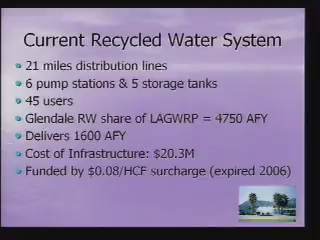 Current Recycled Water System
21 miles distribution lines
6 pump stations & 5 storage tanks
45 users
Glendale RW share of LAGWRP = 4750 AFY
Delivers 1600 AFY
Cost of Infrastructure: $20.3M
Funded by $0.08/HCF surcharge (expired 2006)